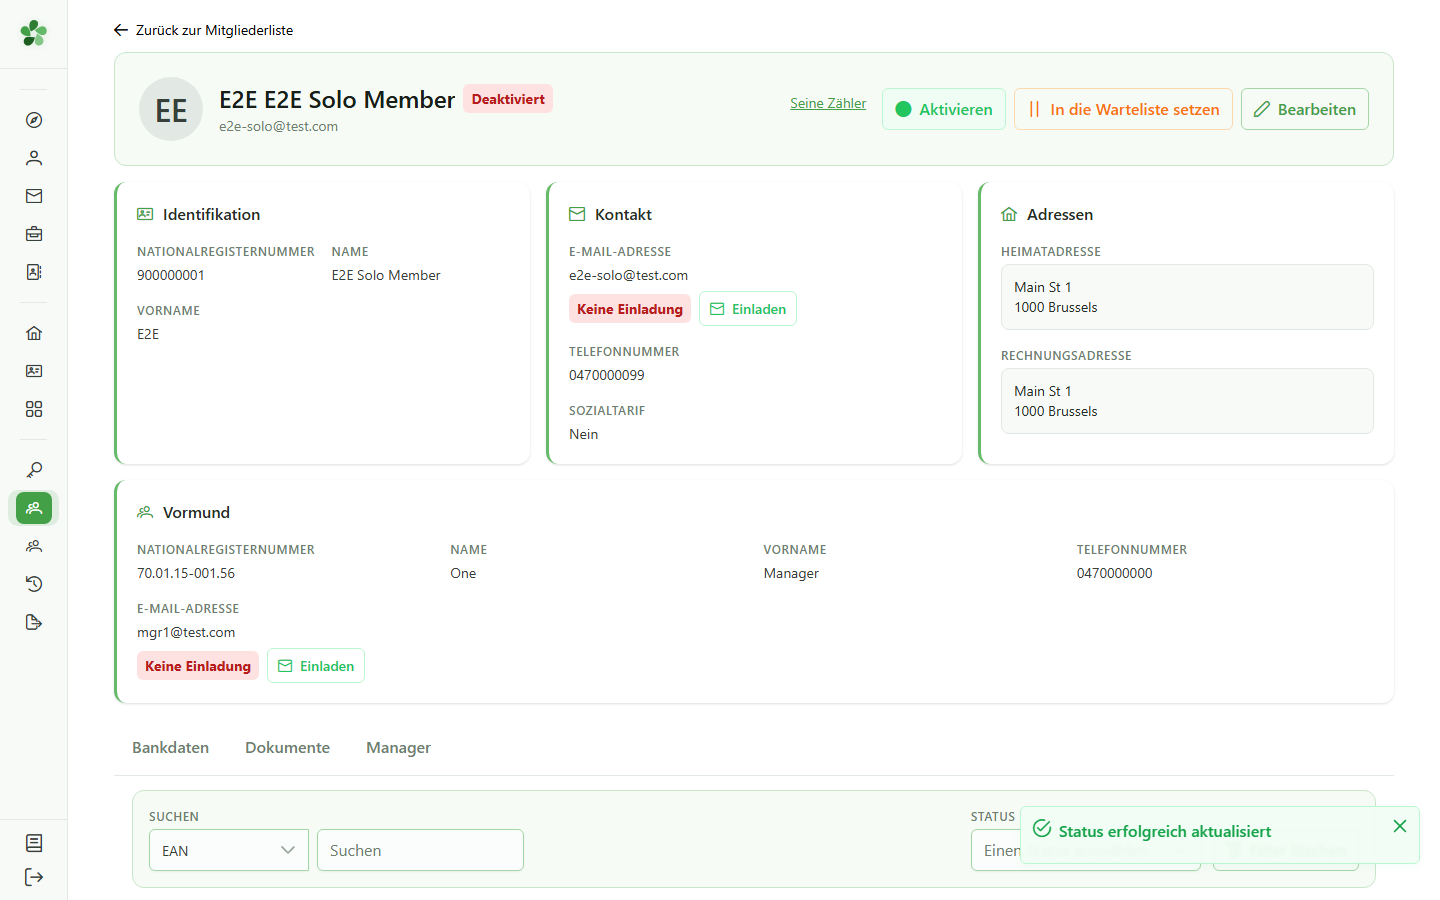 Zurück zur Mitgliederliste
EE
E2E E2E Solo Member
Deaktiviert
e2e-solo@test.com
Seine Zähler
Aktivieren
In die Warteliste setzen
Bearbeiten
Identifikation
NATIONALREGISTERNUMMER
NAME
900000001
E2E Solo Member
VORNAME
E2E
Kontakt
E-MAIL-ADRESSE
e2e-solo@test.com
Keine Einladung
Einladen
TELEFONNUMMER
0470000099
SOZIALTARIF
Nein
Adressen
HEIMATADRESSE
Main St 1
1000 Brussels
RECHNUNGSADRESSE
Main St 1
1000 Brussels
Vormund
NATIONALREGISTERNUMMER
NAME
VORNAME
TELEFONNUMMER
70.01.15-001.56
One
Manager
0470000000
E-MAIL-ADRESSE
mgr1@test.com
Keine Einladung
Einladen
Bankdaten
Dokumente
Manager
SUCHEN
EAN
Suchen
STATUS
Einen
Status erfolgreich aktualisiert